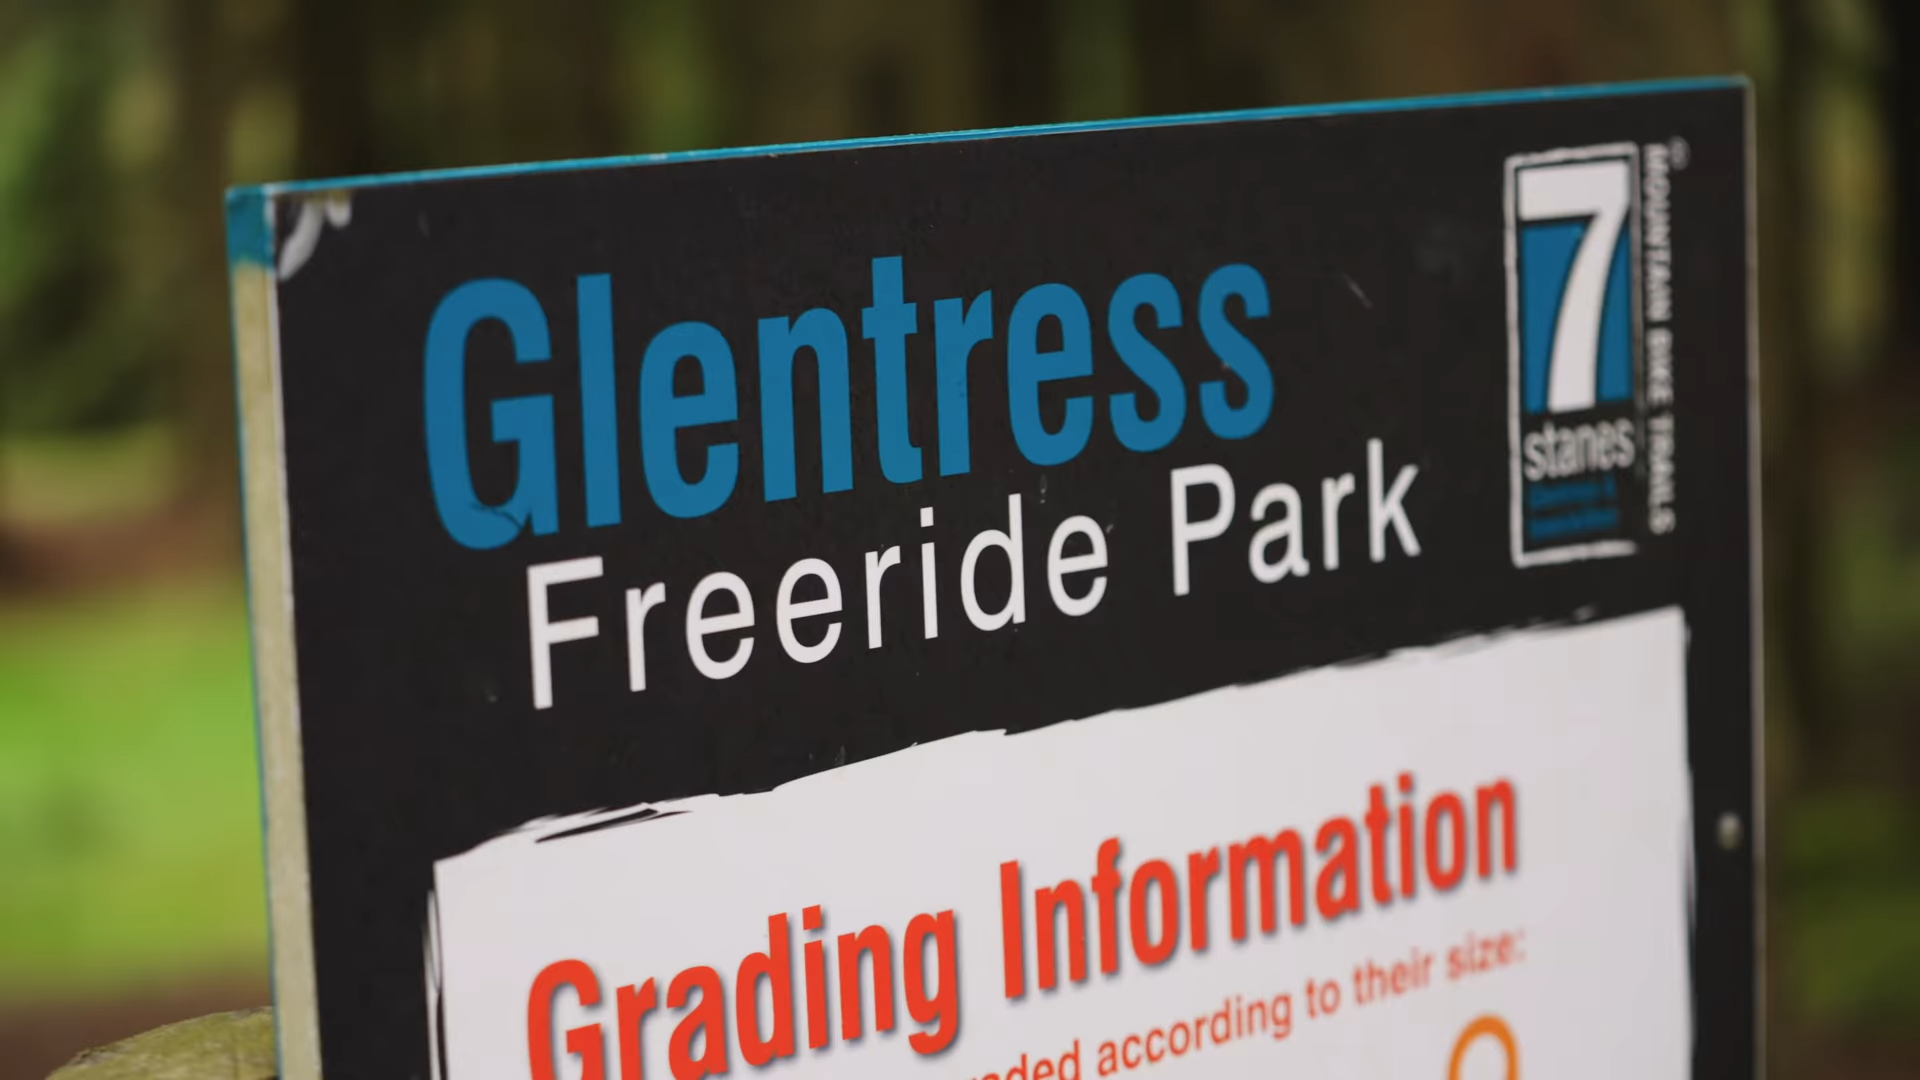 Glentress
Freeride Park
7
stanes
MOUNTAIN BIKE TRAILS
Grading Information
according to their size: